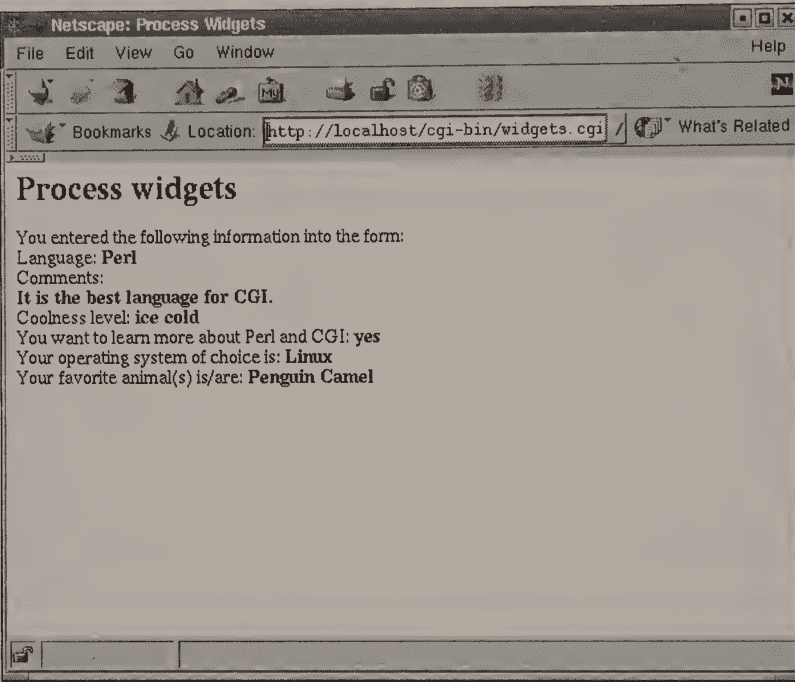 Netscape: Process Widgets
File Edit View Go Window Help
My N
Bookmarks Location: http://localhost/cgi-bin/widgets.cgi What's Related
Process widgets
You entered the following information into the form:
Language: Perl
Comments:
It is the best language for CGI.
Coolness level: ice cold
You want to learn more about Perl and CGI: yes
Your operating system of choice is: Linux
Your favorite animal(s) is/are: Penguin Camel